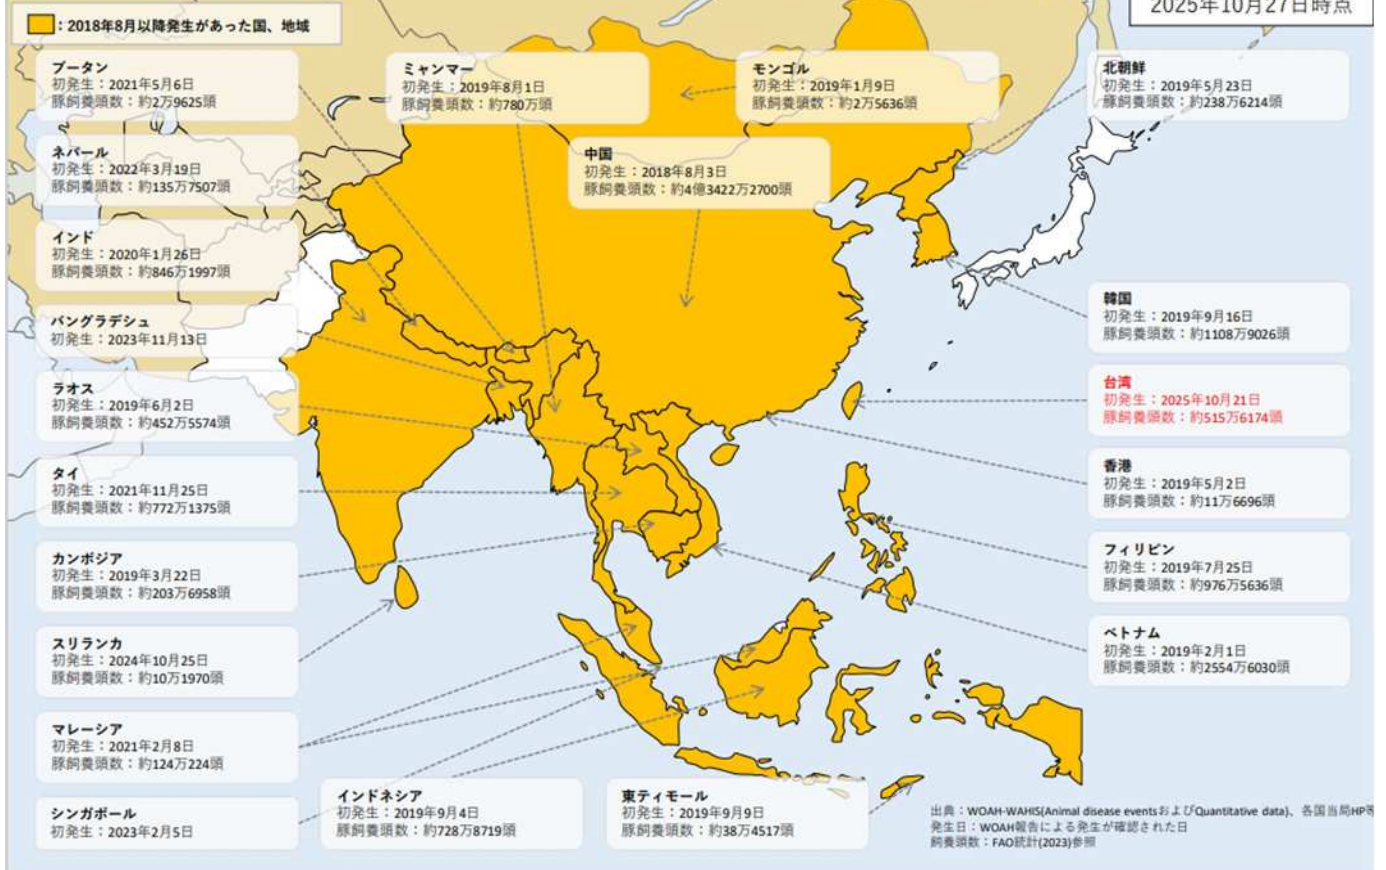 2025年10月27日時点
：2018年8月以降発生があった国、地域
ブータン
初発生：2021年5月6日
豚飼養頭数：約2万9625頭
ミャンマー
初発生：2019年8月1日
豚飼養頭数：約780万頭
モンゴル
初発生：2019年1月9日
豚飼養頭数：約2万5636頭
北朝鮮
初発生：2019年5月23日
豚飼養頭数：約238万6214頭
ネパール
初発生：2022年3月19日
豚飼養頭数：約135万7507頭
中国
初発生：2018年8月3日
豚飼養頭数：約4億3422万2700頭
インド
初発生：2020年1月26日
豚飼養頭数：約846万1997頭
バングラデシュ
初発生：2023年11月13日
韓国
初発生：2019年9月16日
豚飼養頭数：約1108万9026頭
ラオス
初発生：2019年6月2日
豚飼養頭数：約452万5574頭
台湾
初発生：2025年10月21日
豚飼養頭数：約515万6174頭
タイ
初発生：2021年11月25日
豚飼養頭数：約772万1375頭
香港
初発生：2019年5月2日
豚飼養頭数：約11万6696頭
カンボジア
初発生：2019年3月22日
豚飼養頭数：約203万6958頭
フィリピン
初発生：2019年7月25日
豚飼養頭数：約976万5636頭
スリランカ
初発生：2024年10月25日
豚飼養頭数：約10万1970頭
ベトナム
初発生：2019年2月1日
豚飼養頭数：約2554万6030頭
マレーシア
初発生：2021年2月8日
豚飼養頭数：約124万224頭
シンガポール
初発生：2023年2月5日
インドネシア
初発生：2019年9月4日
豚飼養頭数：約728万8719頭
東ティモール
初発生：2019年9月9日
豚飼養頭数：約38万4517頭
出典：WOAH-WAHIS(Animal disease eventsおよびQuantitative data)、各国当局HP等
発生日：WOAH報告による発生が確認された日
飼養頭数：FAO統計(2023)参照